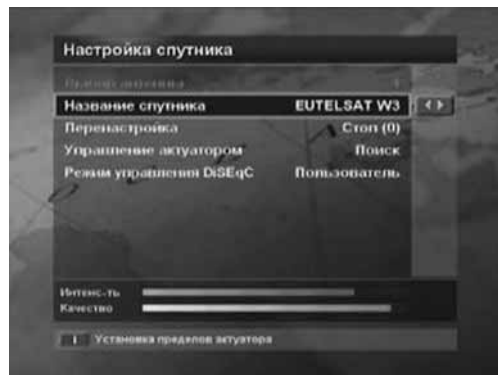 Настройка спутника
Название спутника EUTELSAT W3
Перенастройка Стоп (0)
Управление актуатором Поиск
Режим управления DiSEqC Пользователь
Интенс-ть
Качество
i Установка пределов актуатора